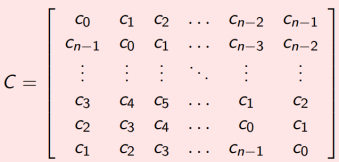 C = [ c₀ c₁ c₂ … cₙ₋₂ cₙ₋₁
cₙ₋₁ c₀ c₁ … cₙ₋₃ cₙ₋₂
⋮ ⋮ ⋮ ⋱ ⋮ ⋮
c₃ c₄ c₅ … c₁ c₂
c₂ c₃ c₄ … c₀ c₁
c₁ c₂ c₃ … cₙ₋₁ c₀ ]